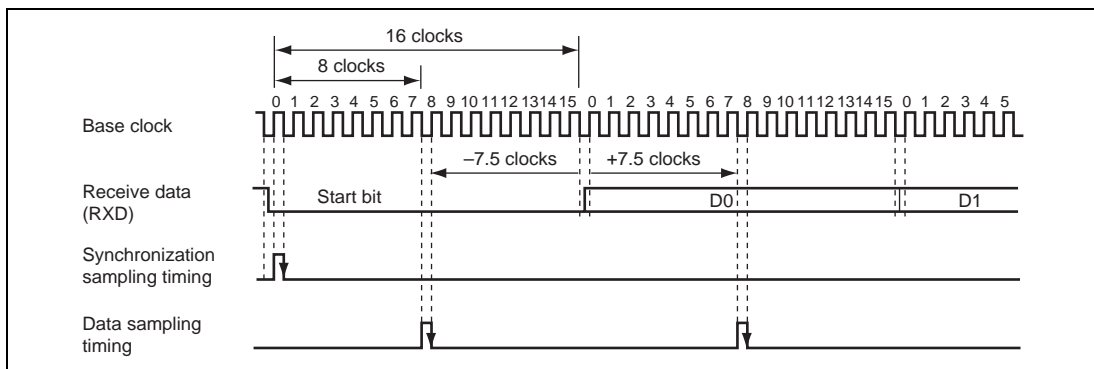 16 clocks
8 clocks
0 1 2 3 4 5 6 7 8 9 10 11 12 13 14 15 0 1 2 3 4 5 6 7 8 9 10 11 12 13 14 15 0 1 2 3 4 5
Base clock
–7.5 clocks +7.5 clocks
Receive data
(RXD)
Start bit D0 D1
Synchronization
sampling timing
Data sampling
timing